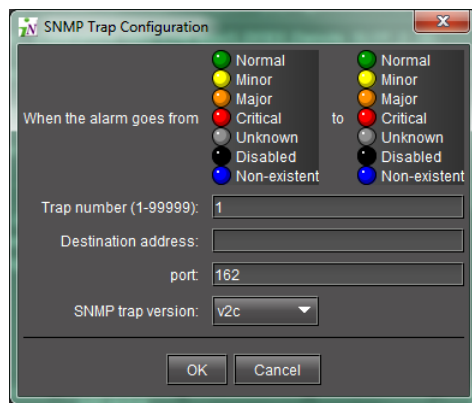 iN SNMP Trap Configuration
Normal Normal
Minor Minor
Major Major
When the alarm goes from Critical to Critical
Unknown Unknown
Disabled Disabled
Non-existent Non-existent
Trap number (1-99999): 1
Destination address:
port: 162
SNMP trap version: v2c
OK Cancel